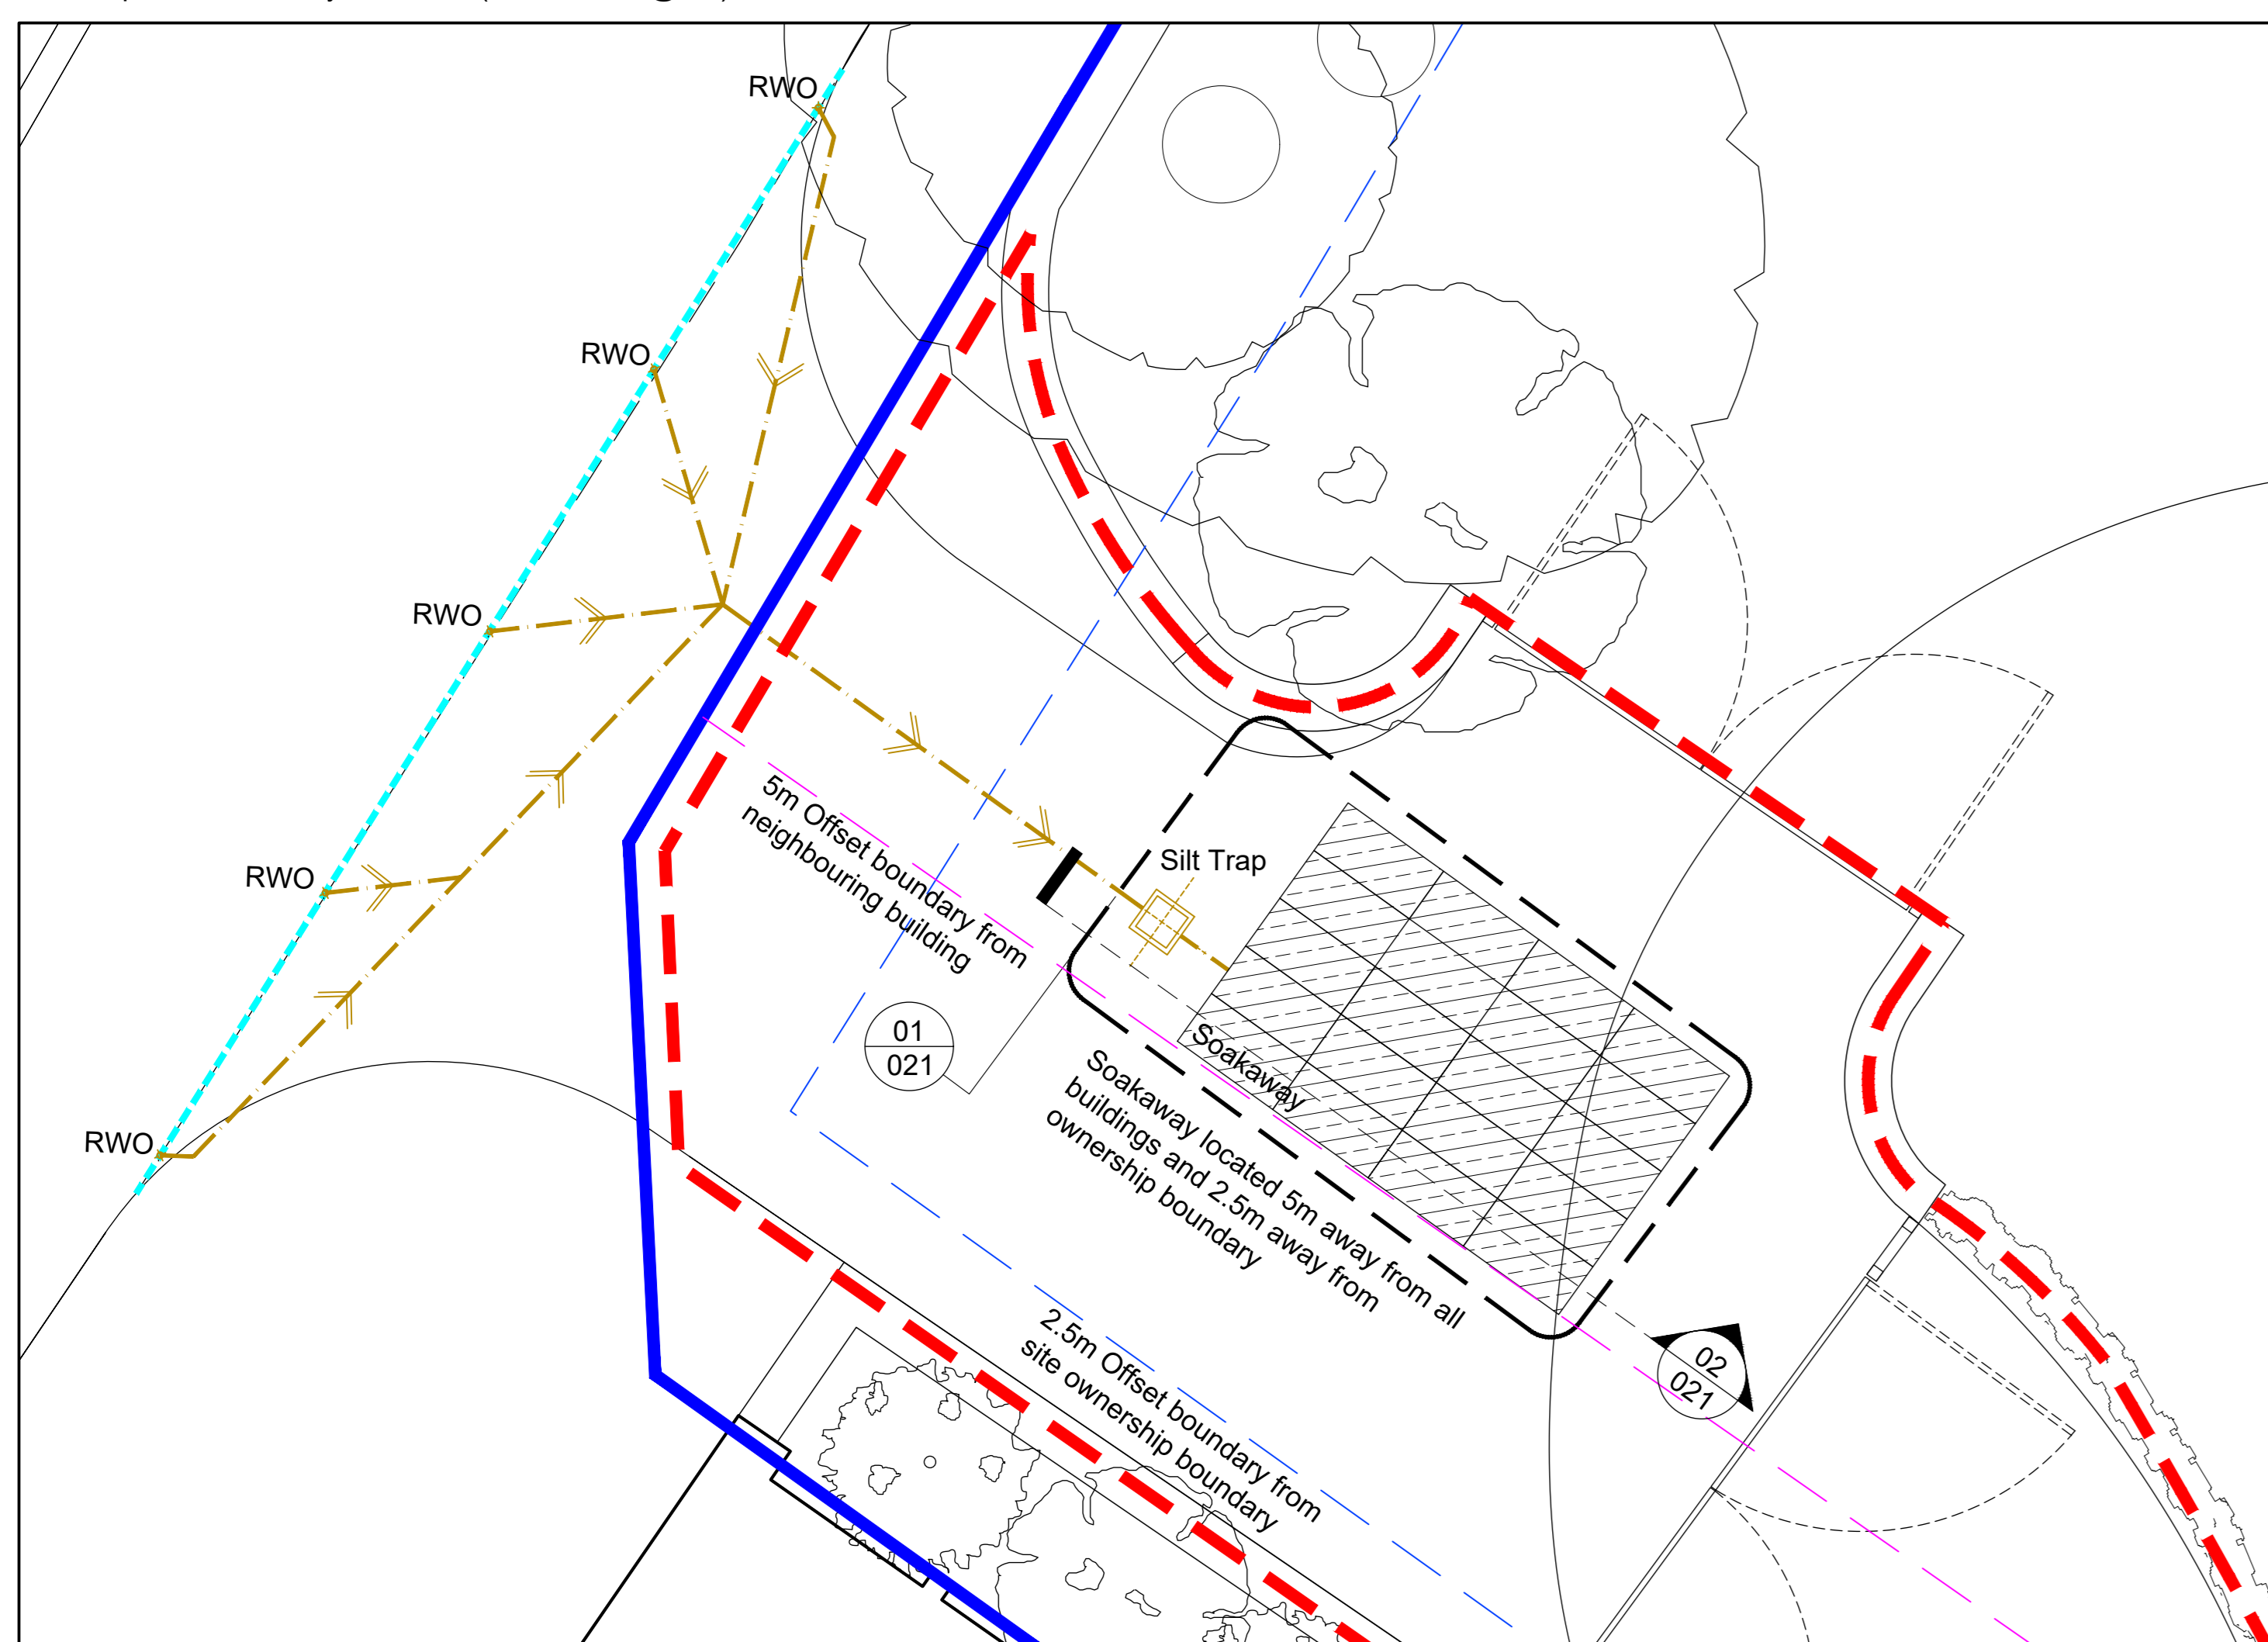 RWO
RWO
RWO
RWO
RWO
5m Offset boundary from
neighbouring building
Silt Trap
01
021
Soakaway
Soakaway located 5m away from all
buildings and 2.5m away from
ownership boundary
2.5m Offset boundary from
site ownership boundary
02
021